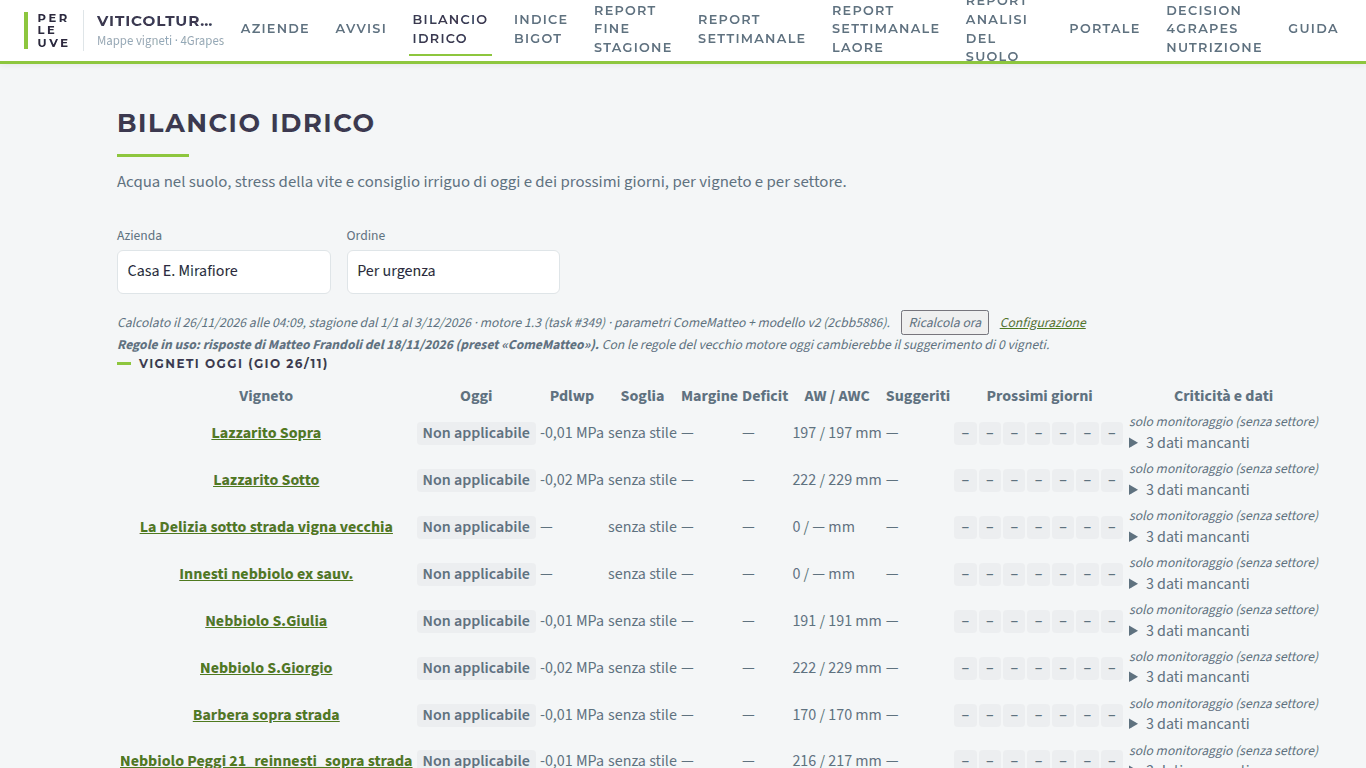 PER
LE
UVE
VITICOLTUR...
Mappe vigneti · 4Grapes
AZIENDE
AVVISI
BILANCIO
IDRICO
INDICE
BIGOT
REPORT
FINE
STAGIONE
REPORT
SETTIMANALE
REPORT
SETTIMANALE
LAORE
REPORT
ANALISI
DEL
SUOLO
PORTALE
DECISION
4GRAPES
NUTRIZIONE
GUIDA
BILANCIO IDRICO
Acqua nel suolo, stress della vite e consiglio irriguo di oggi e dei prossimi giorni, per vigneto e per settore.
Azienda
Ordine
Casa E. Mirafiore
Per urgenza
Calcolato il 26/11/2026 alle 04:09, stagione dal 1/1 al 3/12/2026 · motore 1.3 (task #349) · parametri ComeMatteo + modello v2 (2cbb5886). Ricalcola ora Configurazione
Regole in uso: risposte di Matteo Frandoli del 18/11/2026 (preset «ComeMatteo»). Con le regole del vecchio motore oggi cambierebbe il suggerimento di 0 vigneti.
VIGNETI OGGI (GIO 26/11)
Vigneto Oggi Pdlwp Soglia Margine Deficit AW / AWC Suggeriti Prossimi giorni Criticità e dati
Lazzarito Sopra Non applicabile -0,01 MPa senza stile — — 197 / 197 mm — – – – – – – – solo monitoraggio (senza settore)
▶ 3 dati mancanti
Lazzarito Sotto Non applicabile -0,02 MPa senza stile — — 222 / 229 mm — – – – – – – – solo monitoraggio (senza settore)
▶ 3 dati mancanti
La Delizia sotto strada vigna vecchia Non applicabile — senza stile — — 0 / — mm — – – – – – – – solo monitoraggio (senza settore)
▶ 3 dati mancanti
Innesti nebbiolo ex sauv. Non applicabile — senza stile — — 0 / — mm — – – – – – – – solo monitoraggio (senza settore)
▶ 3 dati mancanti
Nebbiolo S.Giulia Non applicabile -0,01 MPa senza stile — — 191 / 191 mm — – – – – – – – solo monitoraggio (senza settore)
▶ 3 dati mancanti
Nebbiolo S.Giorgio Non applicabile -0,02 MPa senza stile — — 222 / 229 mm — – – – – – – – solo monitoraggio (senza settore)
▶ 3 dati mancanti
Barbera sopra strada Non applicabile -0,01 MPa senza stile — — 170 / 170 mm — – – – – – – – solo monitoraggio (senza settore)
▶ 3 dati mancanti
Nebbiolo Peggi 21_reinnesti_sopra strada Non applicabile -0,01 MPa senza stile — — 216 / 217 mm — – – – – – – – solo monitoraggio (senza settore)